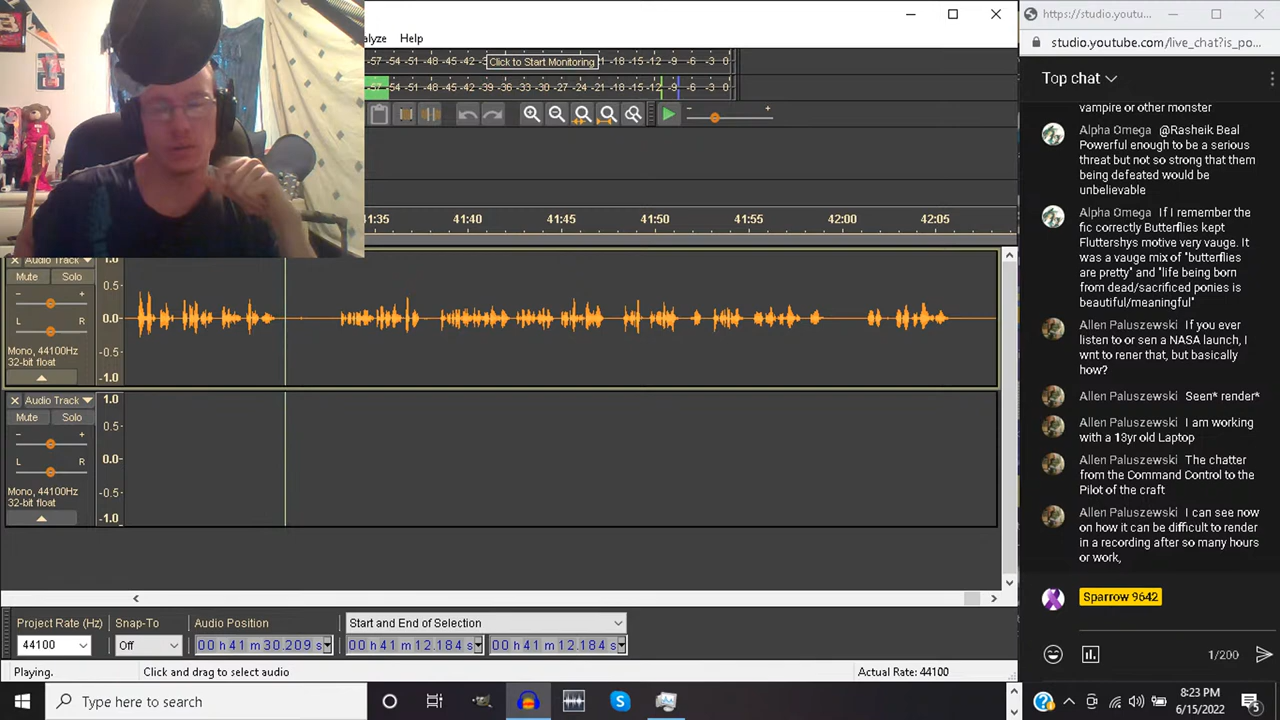 alyze Help
-57 -54 -51 -48 -45 -42 - Click to Start Monitoring 1 -18 -15 -12 -9 -6 -3 0
-57 -54 -51 -48 -45 -42 -39 -36 -33 -30 -27 -24 -21 -18 -15 -12 -9 -6 -3 0
41:35 41:40 41:45 41:50 41:55 42:00 42:05
Audio Track 1.0
Mute Solo
0.5
- +
L R 0.0
Mono, 44100Hz
32-bit float
-0.5
-1.0
Audio Track 1.0
Mute Solo
0.5
- +
L R 0.0
Mono, 44100Hz
32-bit float
-0.5
-1.0
Project Rate (Hz) Snap-To Audio Position Start and End of Selection
44100 Off 00 h 41 m 30.209 s 00 h 41 m 12.184 s 00 h 41 m 12.184 s
Playing. Click and drag to select audio Actual Rate: 44100
Type here to search
8:23 PM
6/15/2022
5
https://studio.youtu...
studio.youtube.com/live_chat?is_po...
Top chat
vampire or other monster
Alpha Omega @Rasheik Beal
Powerful enough to be a serious
threat but not so strong that them
being defeated would be
unbelievable
Alpha Omega If I remember the
fic correctly Butterflies kept
Fluttershys motive very vauge. It
was a vauge mix of "butterflies
are pretty" and "life being born
from dead/sacrificed ponies is
beautiful/meaningful"
Allen Paluszewski If you ever
listen to or sen a NASA launch, I
wnt to rener that, but basically
how?
Allen Paluszewski Seen* render*
Allen Paluszewski I am working
with a 13yr old Laptop
Allen Paluszewski The chatter
from the Command Control to the
Pilot of the craft
Allen Paluszewski I can see now
on how it can be difficult to render
in a recording after so many hours
or work,
Sparrow 9642
1/200